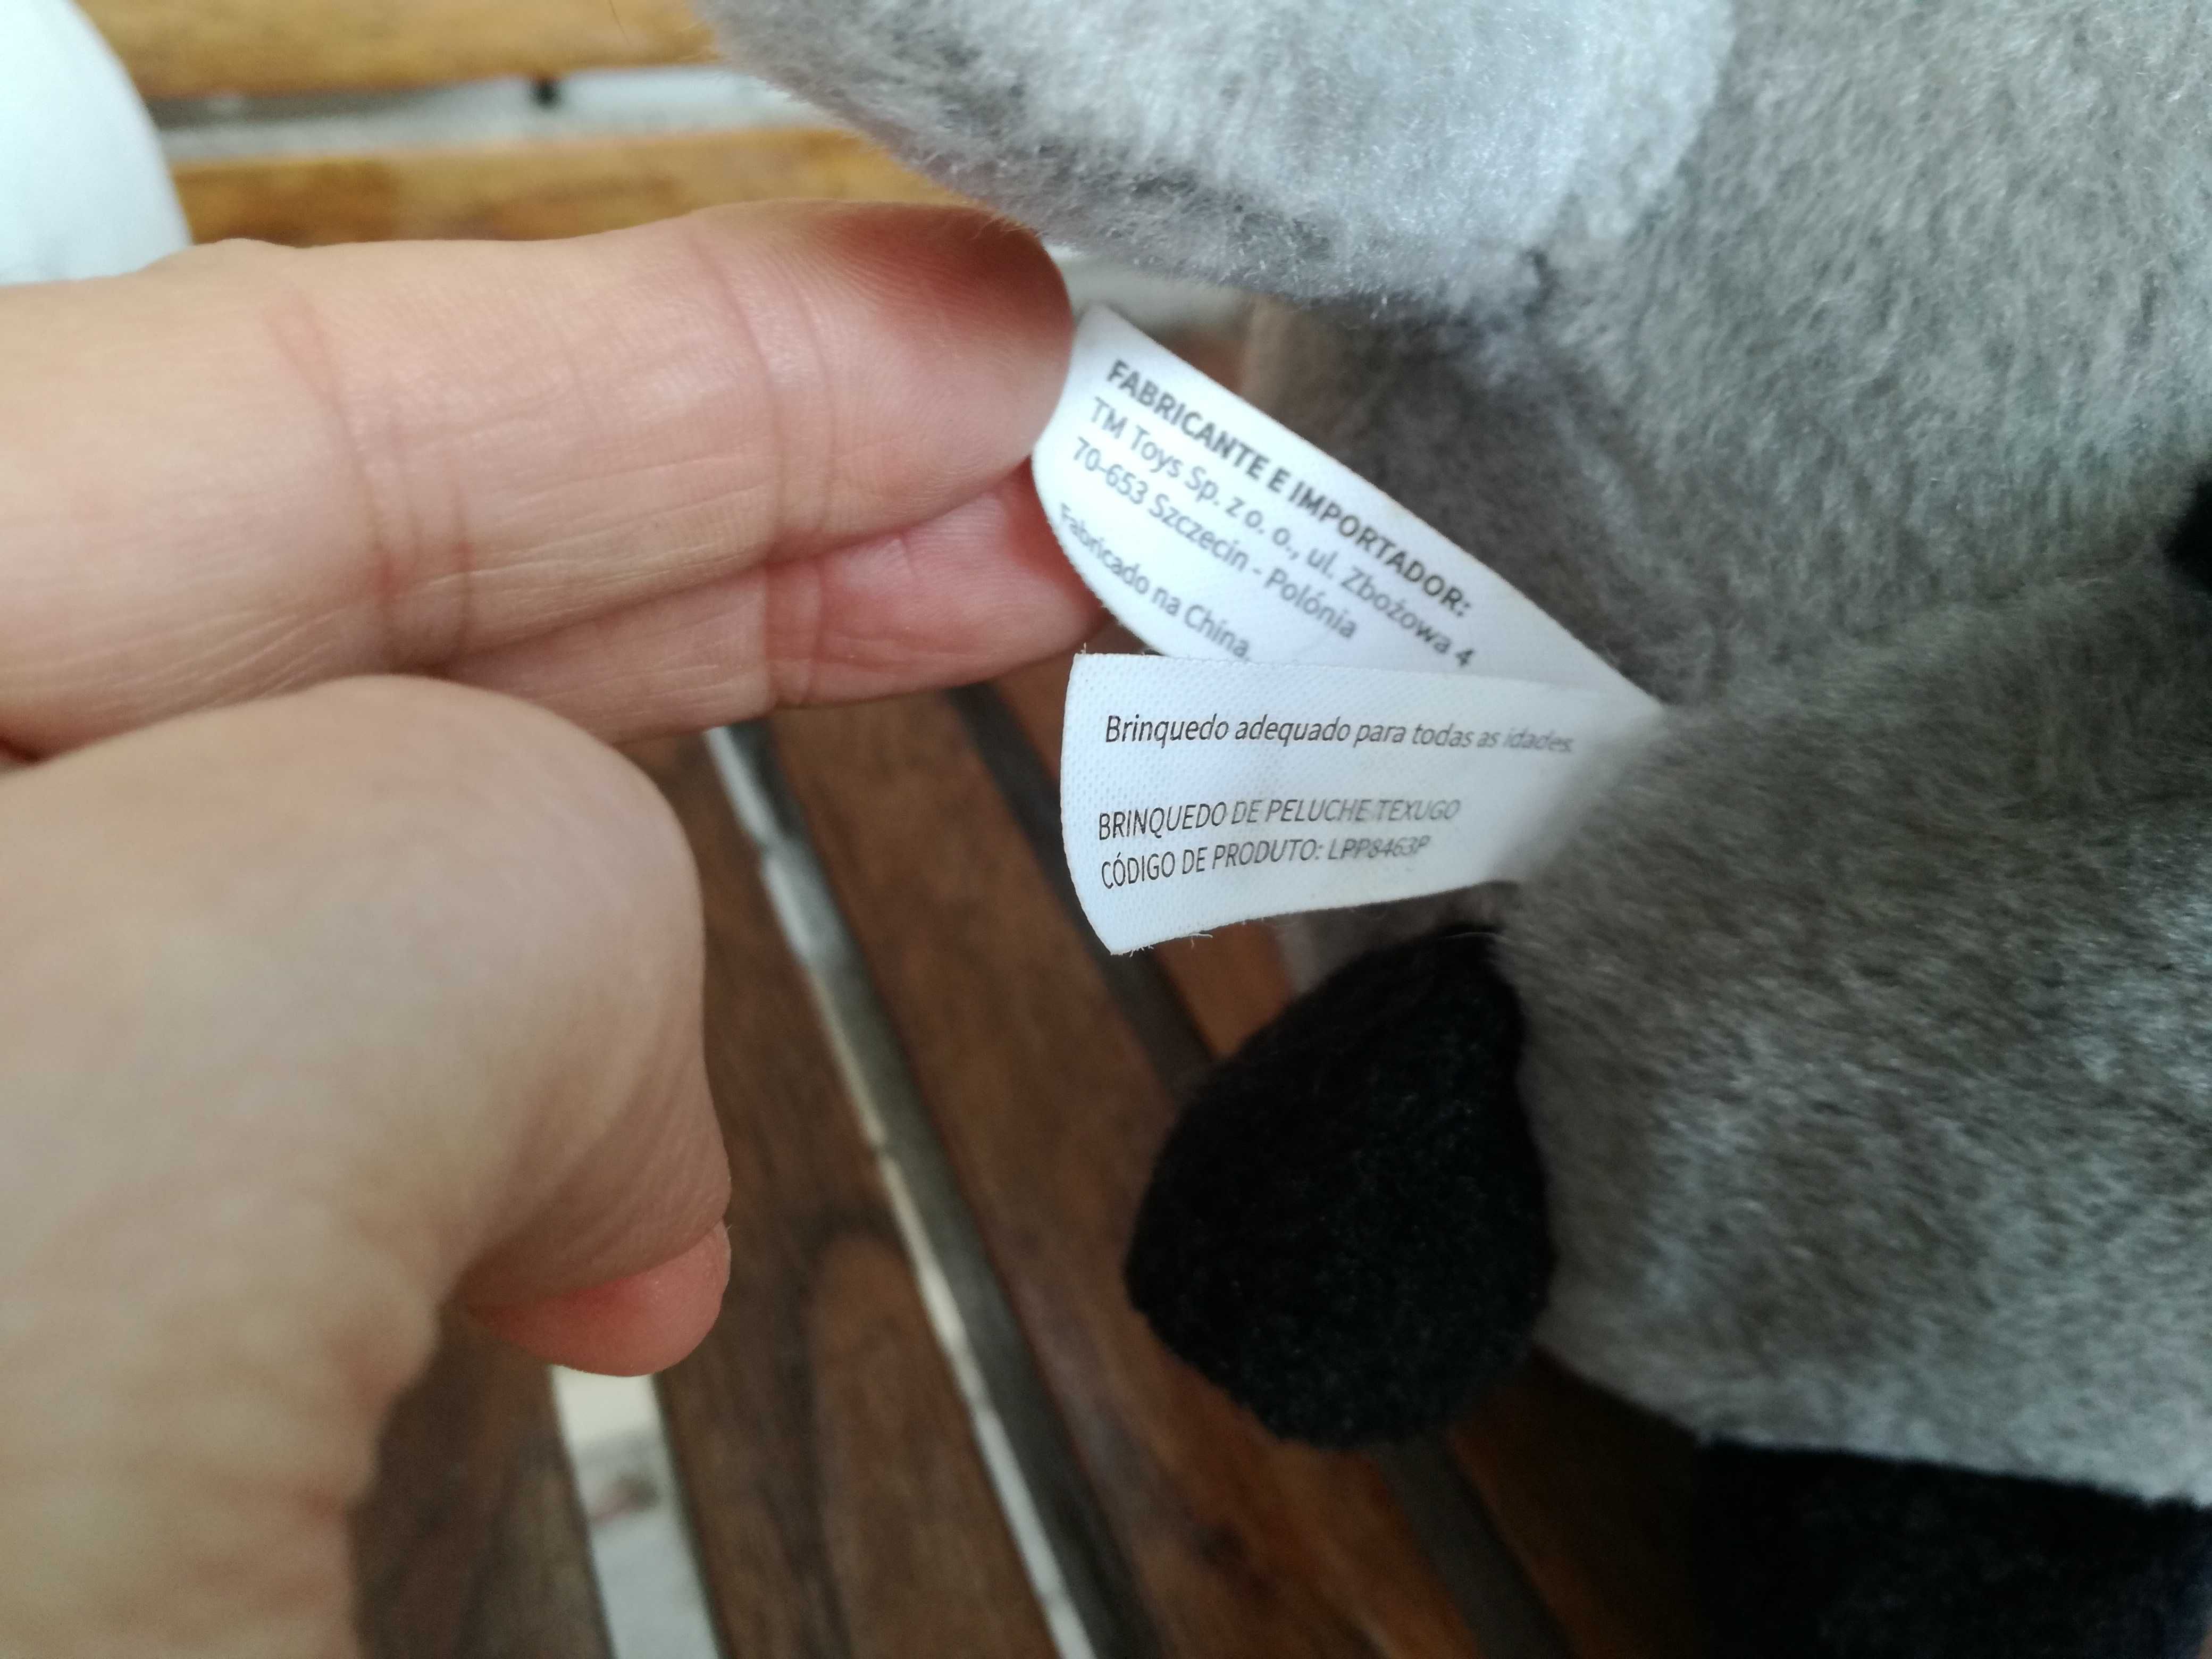 FABRICANTE E IMPORTADOR:
TM Toys Sp. z o. o., ul. Zbożowa 4
70-653 Szczecin - Polónia
Fabricado na China.
Brinquedo adequado para todas as idades.
BRINQUEDO DE PELUCHE TEXUGO
CÓDIGO DE PRODUTO: LPP8463P